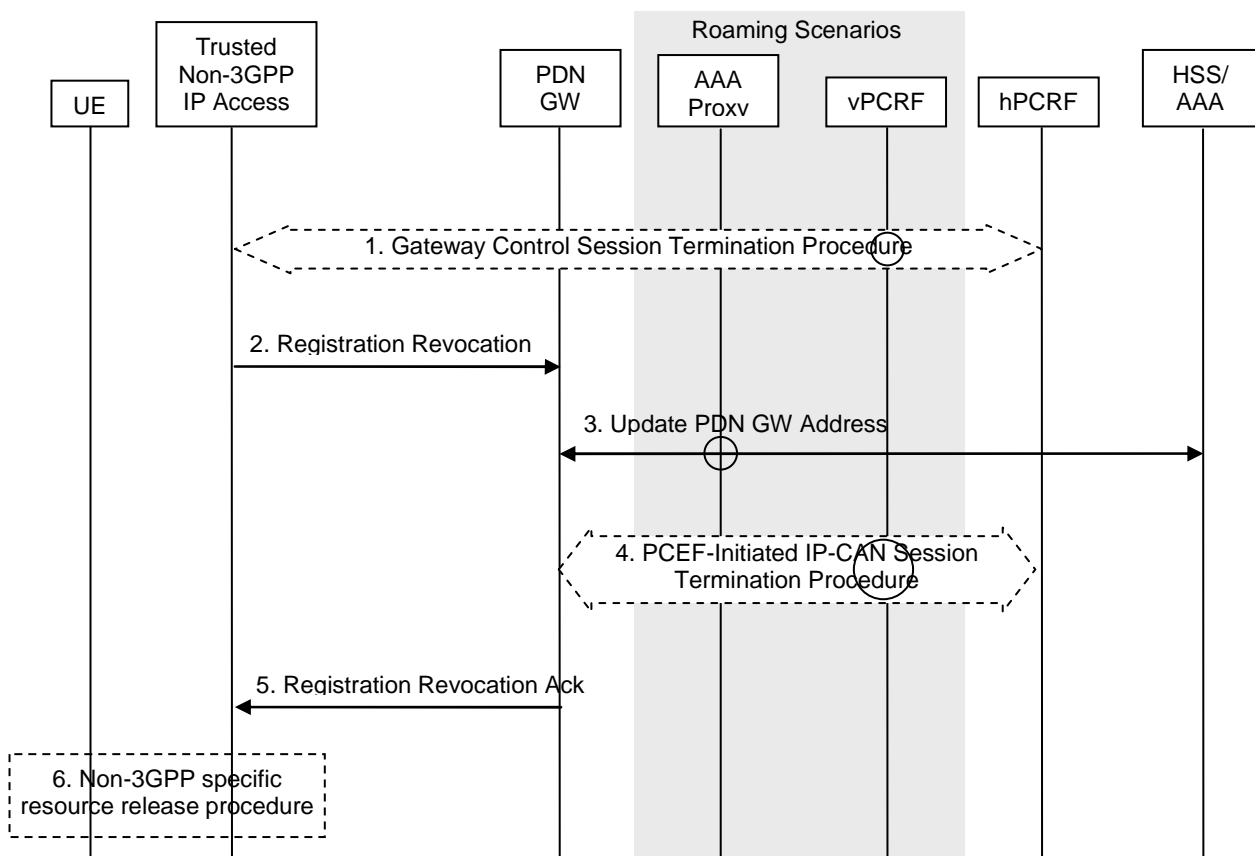 Roaming Scenarios
Trusted
Non-3GPP
IP Access
UE
PDN
GW
AAA
Proxy
vPCRF
hPCRF
HSS/
AAA
1. Gateway Control Session Termination Procedure
2. Registration Revocation
3. Update PDN GW Address
4. PCEF-Initiated IP-CAN Session
Termination Procedure
5. Registration Revocation Ack
6. Non-3GPP specific
resource release procedure